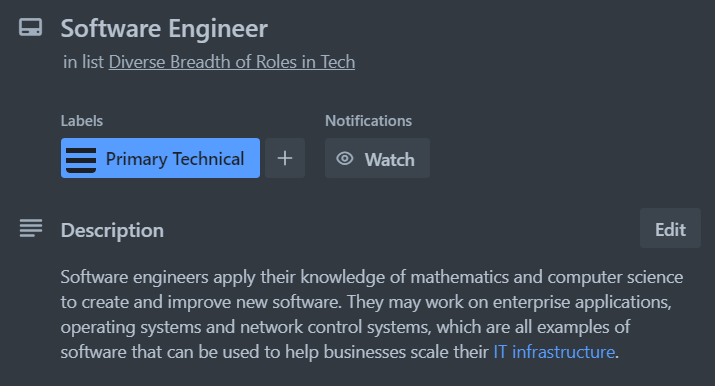 Software Engineer
in list Diverse Breadth of Roles in Tech
Labels
Notifications
Primary Technical
+
Watch
Description
Edit
Software engineers apply their knowledge of mathematics and computer science
to create and improve new software. They may work on enterprise applications,
operating systems and network control systems, which are all examples of
software that can be used to help businesses scale their IT infrastructure.